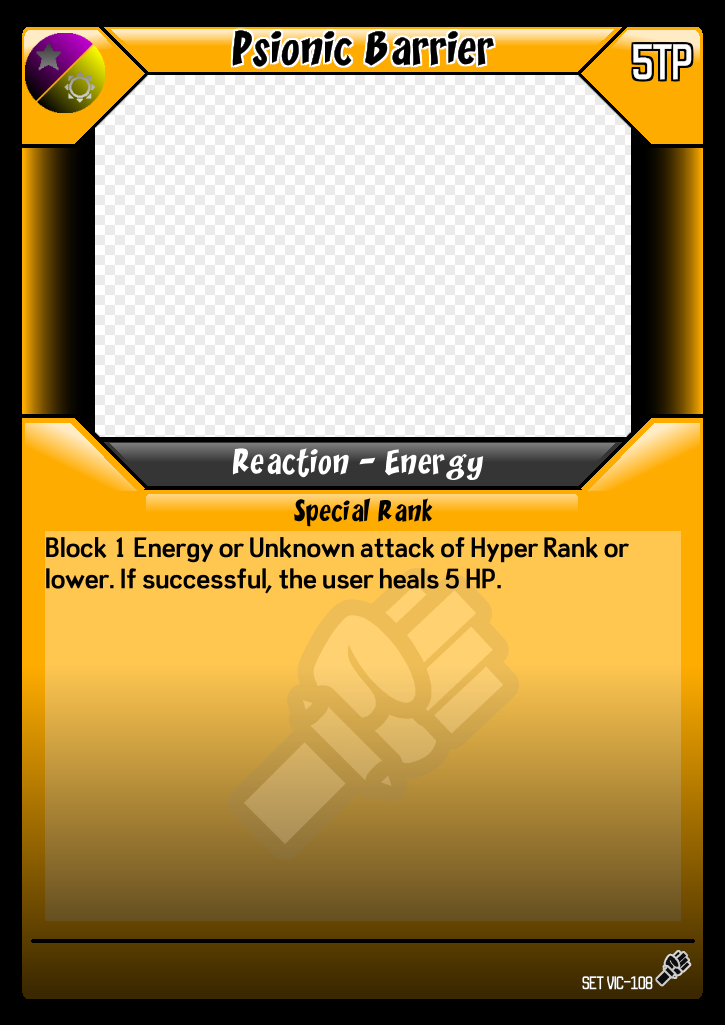 Psionic Barrier
5TP
Reaction - Energy
Special Rank
Block 1 Energy or Unknown attack of Hyper Rank or
lower. If successful, the user heals 5 HP.
SET VIC-108